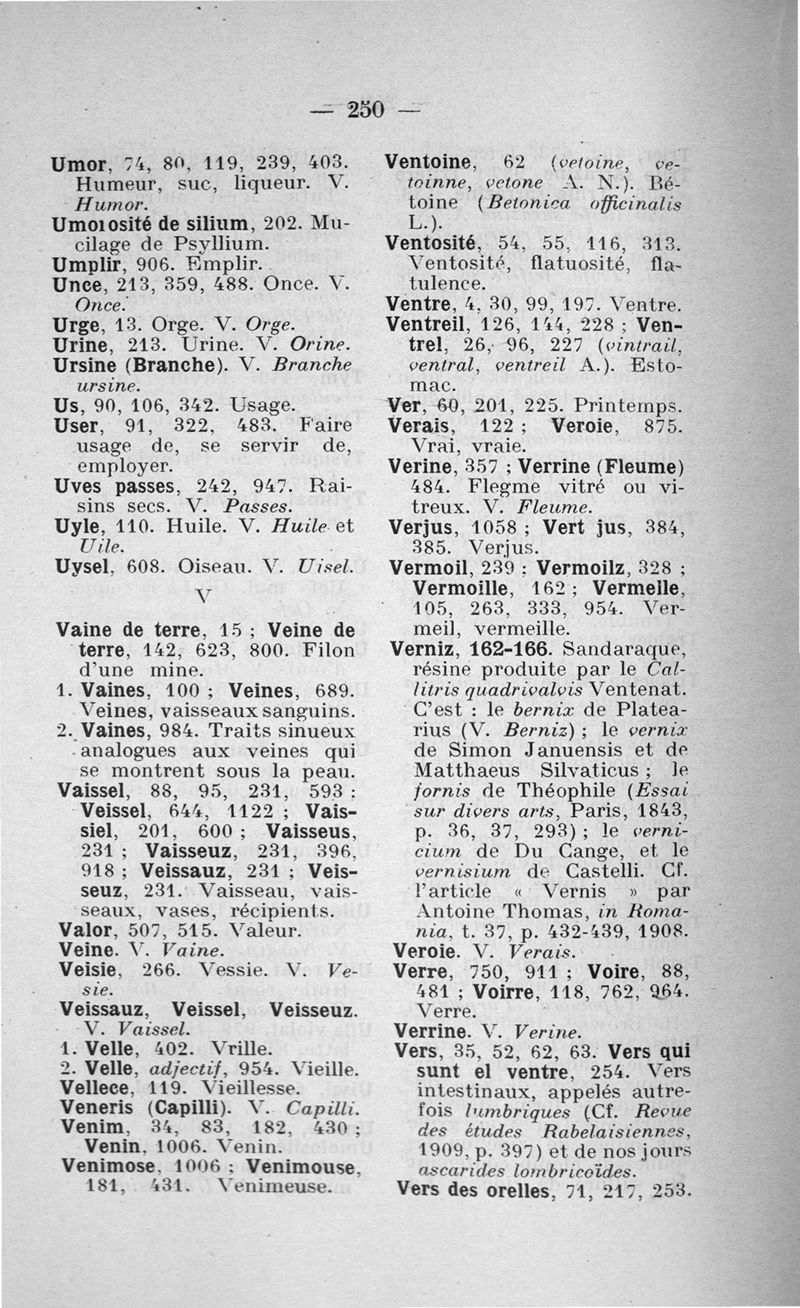 — 250 —
Umor, 74, 80, 119, 239, 403.
Humeur, suc, liqueur. V.
Humor.
Umoiosité de silium, 202. Mu-
cilage de Psyllium.
Umplir, 906. Emplir.
Unce, 213, 359, 488. Once. V.
Once.
Urge, 13. Orge. V. Orge.
Urine, 213. Urine. V. Orine.
Ursine (Branche). V. Branche
ursine.
Us, 90, 106, 342. Usage.
User, 91, 322, 483. Faire
usage de, se servir de,
employer.
Uves passes, 242, 947. Rai-
sins secs. V. Passes.
Uyle, 110. Huile. V. Huile et
Uile.
Uysel, 608. Oiseau. V. Uisel.
V
Vaine de terre, 15 ; Veine de
terre, 142, 623, 800. Filon
d'une mine.
1. Vaines, 100 ; Veines, 689.
Veines, vaisseaux sanguins.
2. Vaines, 984. Traits sinueux
analogues aux veines qui
se montrent sous la peau.
Vaissel, 88, 95, 231, 593 ;
Veissel, 644, 1122 ; Vais-
siel, 201, 600 ; Vaisseus,
231 ; Vaisseuz, 231, 396,
918 ; Veissauz, 231 ; Veis-
seuz, 231. Vaisseau, vais-
seaux, vases, récipients.
Valor, 507, 515. Valeur.
Veine. V. Vaine.
Veisie, 266. Vessie. V. Ve-
sie.
Veissauz, Veissel, Veisseuz.
V. Vaissel.
1. Velle, 402. Vrille.
2. Velle, adjectif, 954. Vieille.
Vellece, 119. Vieillesse.
Veneris (Capilli). V. Capilli.
Venim, 34, 83, 182, 430 ;
Venin, 1006. Venin.
Venimose, 1006 ; Venimouse,
181, 431. Venimeuse.
Ventoine, 62 (vetoine, ve-
toinne, vetone A. N.). Bé-
toine (Betonica officinalis
L.).
Ventosité, 54, 55, 116, 313.
Ventosité, flatuosité, fla-
tulence.
Ventre, 4, 30, 99, 197. Ventre.
Ventreil, 126, 144, 228 ; Ven-
trel, 26, 96, 227 (vintrail,
ventral, ventreil A.). Esto-
mac.
Ver, 60, 201, 225. Printemps.
Verais, 122 ; Veroie, 875.
Vrai, vraie.
Verine, 357 ; Verrine (Fleume)
484. Flegme vitré ou vi-
treux. V. Fleume.
Verjus, 1058 ; Vert jus, 384,
385. Verjus.
Vermoil, 239 ; Vermoilz, 328 ;
Vermoille, 162 ; Vermelle,
105, 263, 333, 954. Ver-
meil, vermeille.
Verniz, 162-166. Sandaraque,
résine produite par le Cal-
litris quadrivalvis Ventenat.
C'est : le bernix de Platea-
rius (V. Berniz) ; le vernix
de Simon Januensis et de
Matthaeus Silvaticus ; le
fornis de Théophile (Essai
sur divers arts, Paris, 1843,
p. 36, 37, 293) ; le verni-
cium de Du Cange, et le
vernisium de Castelli. Cf.
l'article « Vernis » par
Antoine Thomas, in Roma-
nia, t. 37, p. 432-439, 1908.
Veroie. V. Verais.
Verre, 750, 911 ; Voire, 88,
481 ; Voirre, 118, 762, 964.
Verre.
Verrine. V. Verine.
Vers, 35, 52, 62, 63. Vers qui
sunt el ventre, 254. Vers
intestinaux, appelés autre-
fois lumbriques (Cf. Revue
des études Rabelaisiennes,
1909, p. 397) et de nos jours
ascarides lombricoïdes.
Vers des orelles, 71, 217, 253.